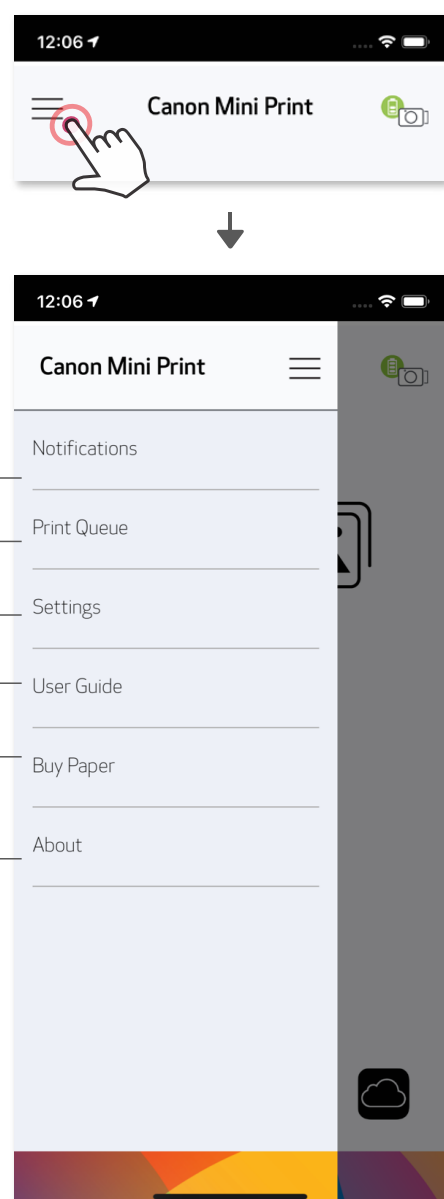 12:06
Canon Mini Print
12:06
Canon Mini Print
Notifications
Print Queue
Settings
User Guide
Buy Paper
About